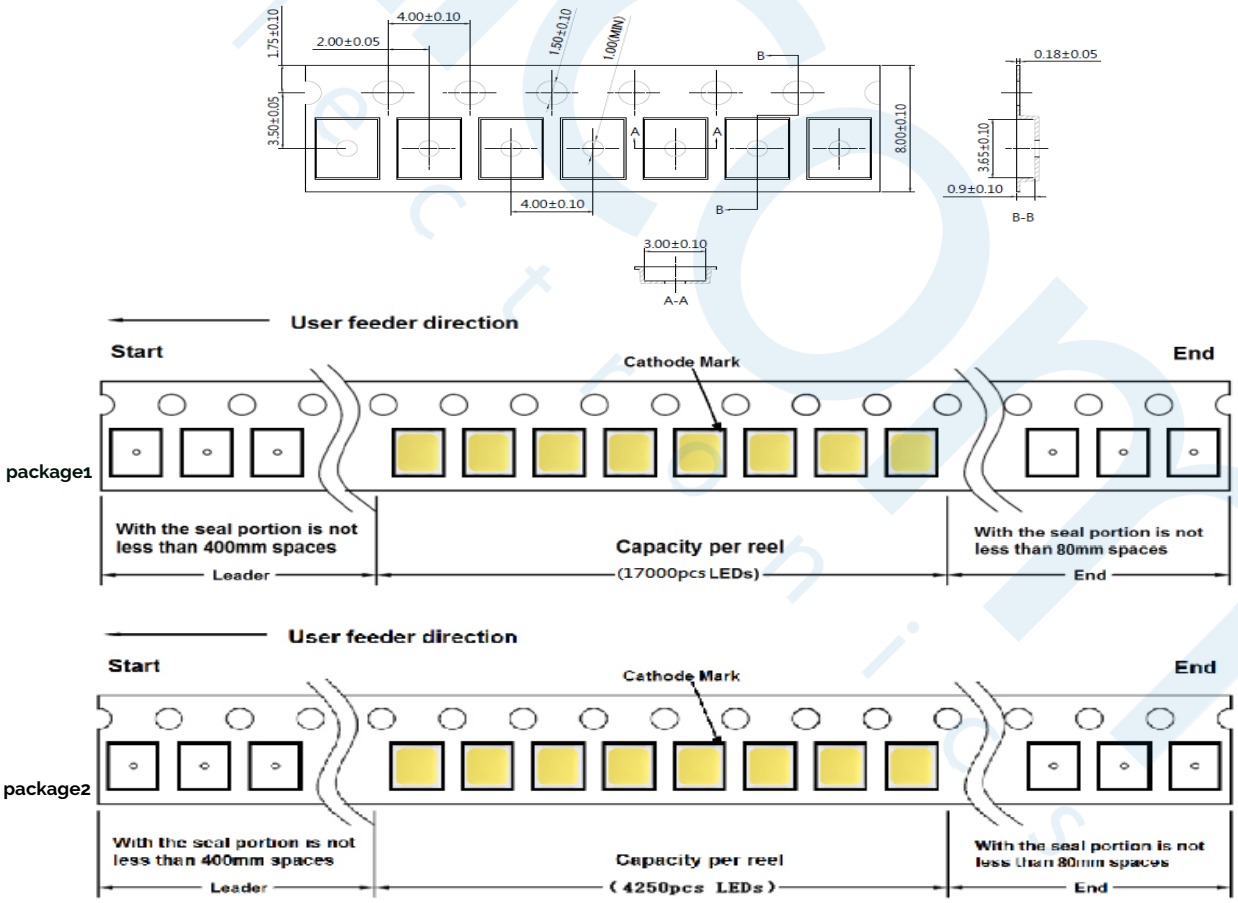 1.75±0.10
4.00±0.10
2.00±0.05
1.50±0.10
1.00(MIN)
B
0.18±0.05
3.50±0.05
A
A
8.00±0.10
3.65±0.10
4.00±0.10
B
0.9±0.10
B-B
3.00±0.10
A-A
User feeder direction
Start
Cathode Mark
End
package1
With the seal portion is not
less than 400mm spaces
Capacity per reel
With the seal portion is not
less than 80mm spaces
Leader
(17000pcs LEDs)
End
User feeder direction
Start
Cathode Mark
End
package2
With the seal portion is not
less than 400mm spaces
Capacity per reel
With the seal portion is not
less than 80mm spaces
Leader
(4250pcs LEDs)
End